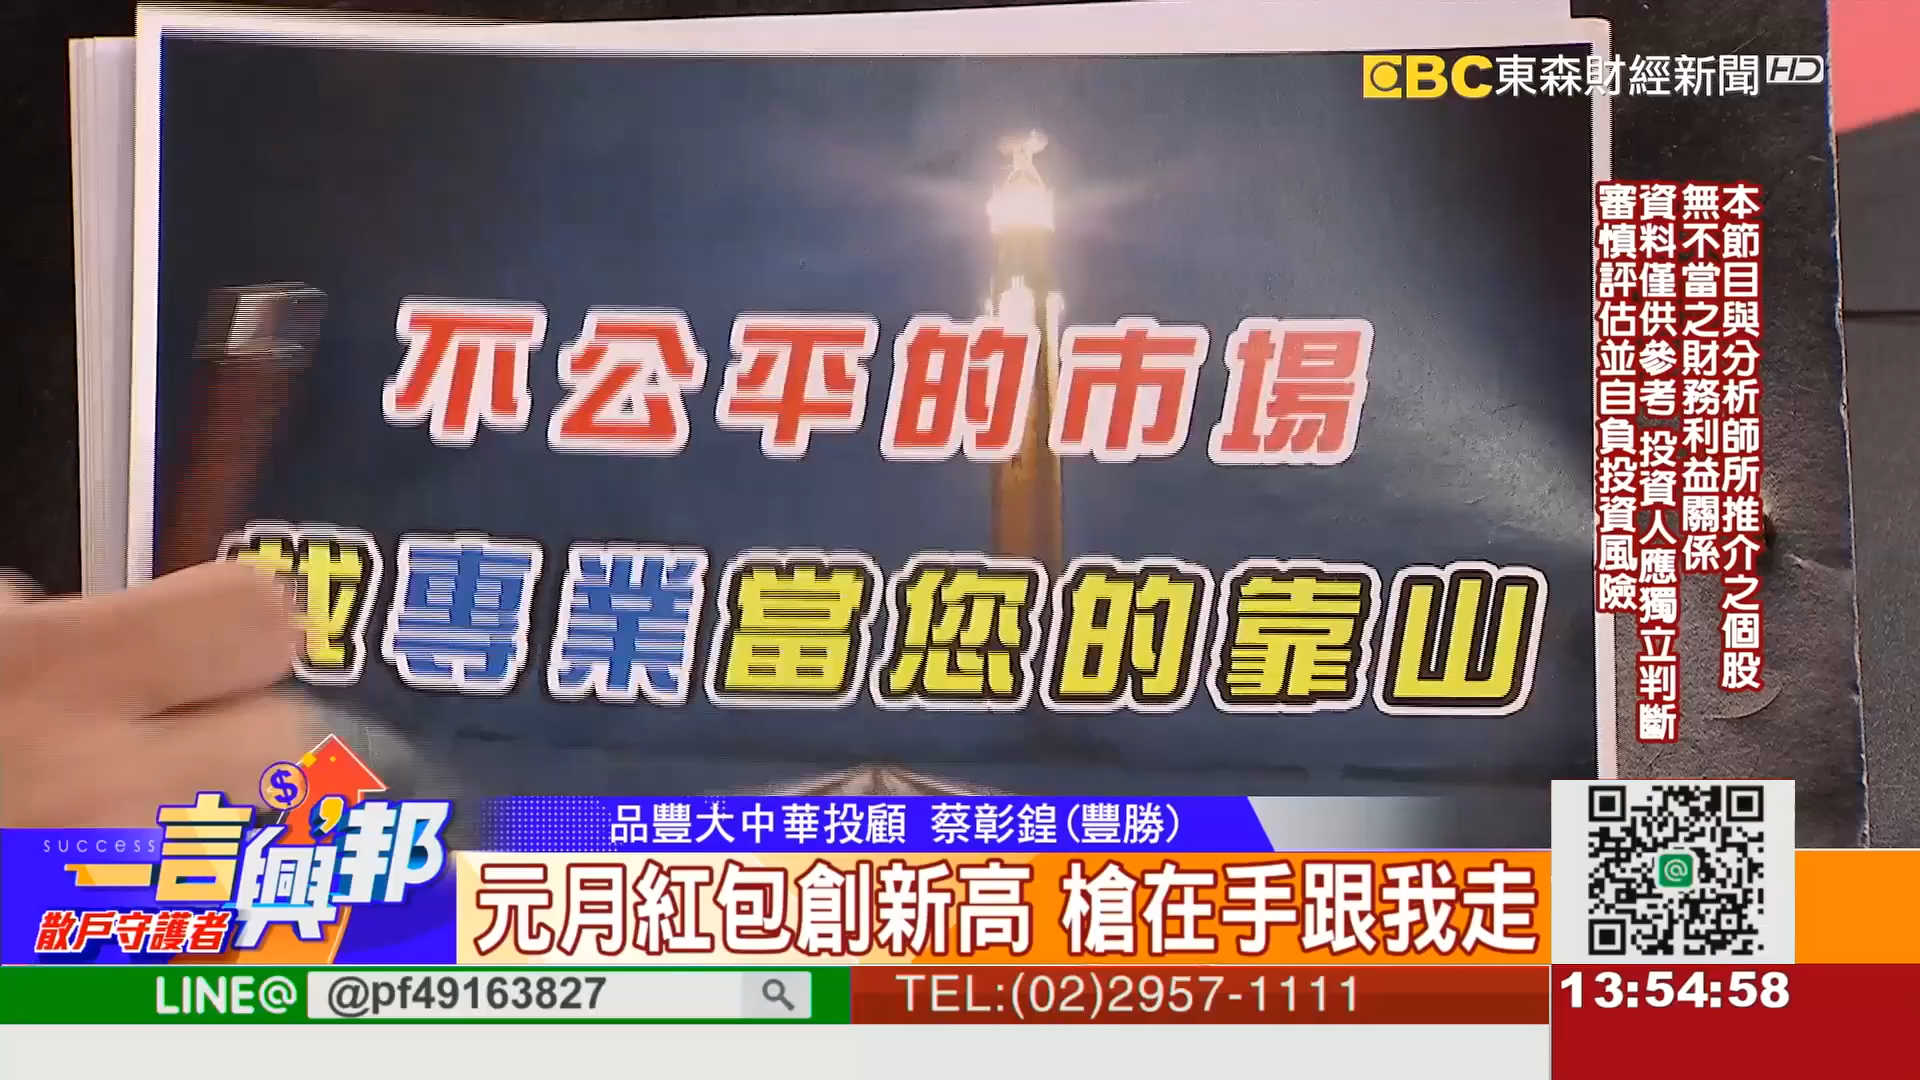 EBC東森財經新聞HD
不公平的市場
找專業當您的靠山
本節目與分析師所推介之個股
無不當之財務利益關係
資料僅供參考 投資人應獨立判斷
審慎評估並自負投資風險
success
一言興邦
散戶守護者
品豐大中華投顧 蔡彰鍠(豐勝)
元月紅包創新高 槍在手跟我走
LINE@ @pf49163827
TEL:(02)2957-1111
13:54:58